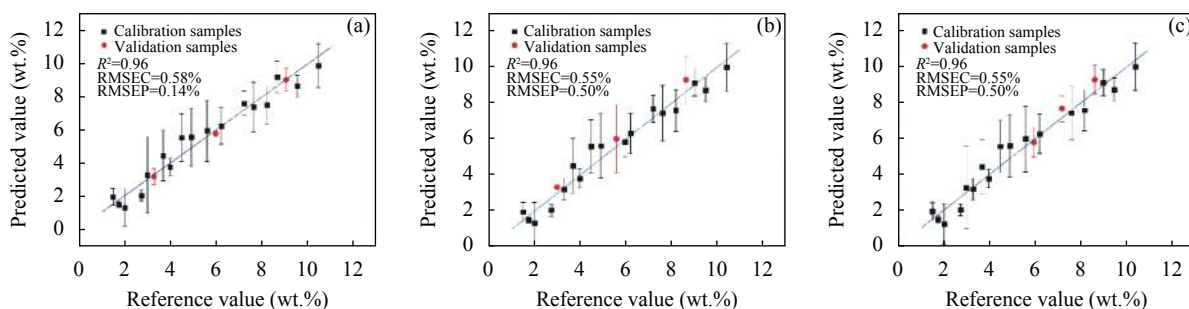 (a)
Calibration samples
Validation samples
R²=0.96
RMSEC=0.58%
RMSEP=0.14%
12
10
8
6
4
2
0
Predicted value (wt.%)
0
2
4
6
8
10
12
Reference value (wt.%)
(b)
Calibration samples
Validation samples
R²=0.96
RMSEC=0.55%
RMSEP=0.50%
12
10
8
6
4
2
0
Predicted value (wt.%)
0
2
4
6
8
10
12
Reference value (wt.%)
(c)
Calibration samples
Validation samples
R²=0.96
RMSEC=0.55%
RMSEP=0.50%
12
10
8
6
4
2
0
Predicted value (wt.%)
0
2
4
6
8
10
12
Reference value (wt.%)